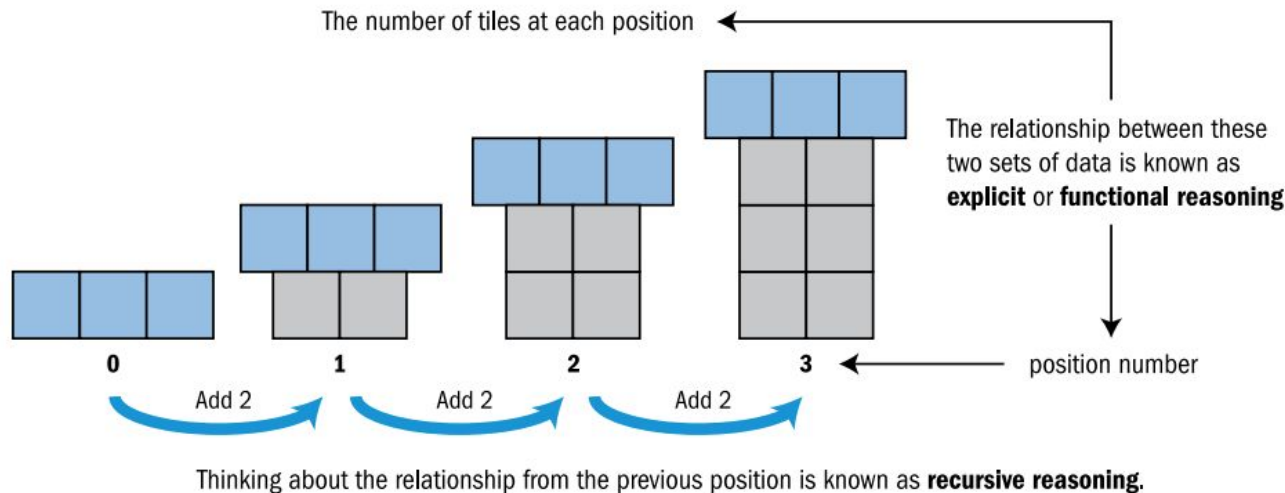 The number of tiles at each position
The relationship between these
two sets of data is known as
explicit or functional reasoning
0
1
2
3
position number
Add 2
Add 2
Add 2
Thinking about the relationship from the previous position is known as recursive reasoning.